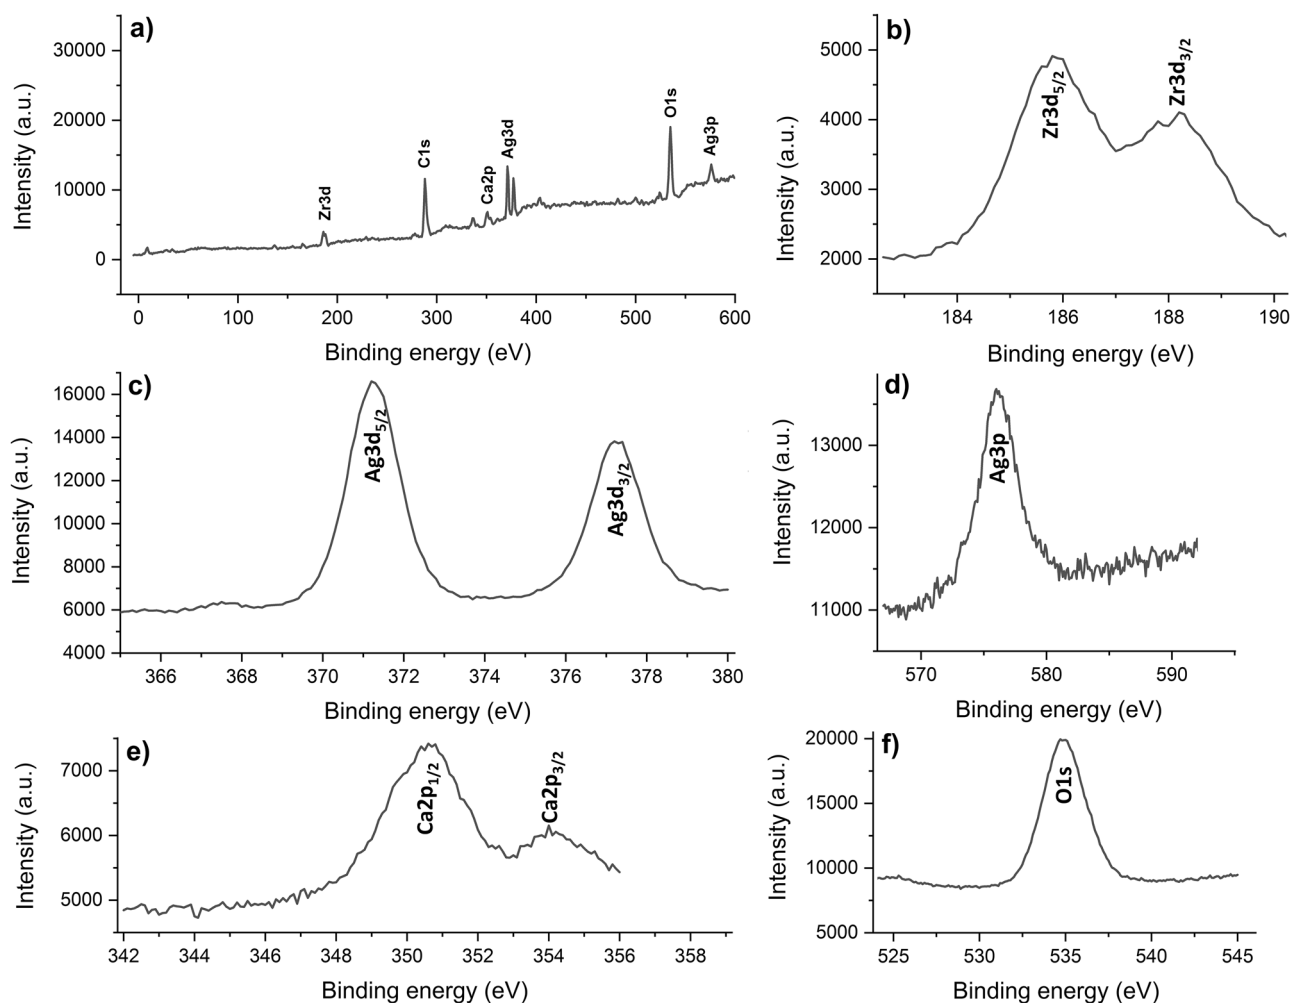 a)
Intensity (a.u.)
30000
20000
10000
0
Zr3d
C1s
Ca2p
Ag3d
O1s
Ag3p
0 100 200 300 400 500 600
Binding energy (eV)
b)
Intensity (a.u.)
5000
4000
3000
2000
Zr3d5/2
Zr3d3/2
184 186 188 190
Binding energy (eV)
c)
Intensity (a.u.)
16000
14000
12000
10000
8000
6000
4000
Ag3d5/2
Ag3d3/2
366 368 370 372 374 376 378 380
Binding energy (eV)
d)
Intensity (a.u.)
13000
12000
11000
Ag3p
570 580 590
Binding energy (eV)
e)
Intensity (a.u.)
7000
6000
5000
Ca2p1/2
Ca2p3/2
342 344 346 348 350 352 354 356 358
Binding energy (eV)
f)
Intensity (a.u.)
20000
15000
10000
5000
O1s
525 530 535 540 545
Binding energy (eV)